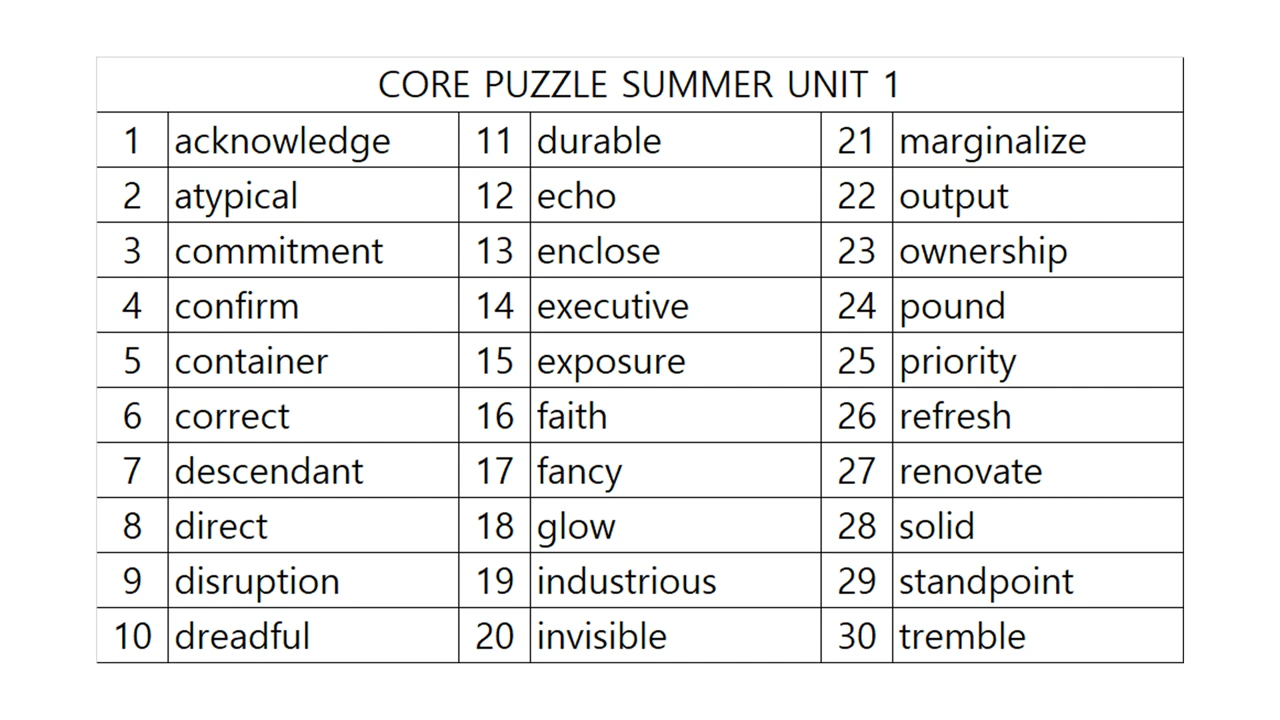 CORE PUZZLE SUMMER UNIT 1
1 acknowledge 11 durable 21 marginalize
2 atypical 12 echo 22 output
3 commitment 13 enclose 23 ownership
4 confirm 14 executive 24 pound
5 container 15 exposure 25 priority
6 correct 16 faith 26 refresh
7 descendant 17 fancy 27 renovate
8 direct 18 glow 28 solid
9 disruption 19 industrious 29 standpoint
10 dreadful 20 invisible 30 tremble